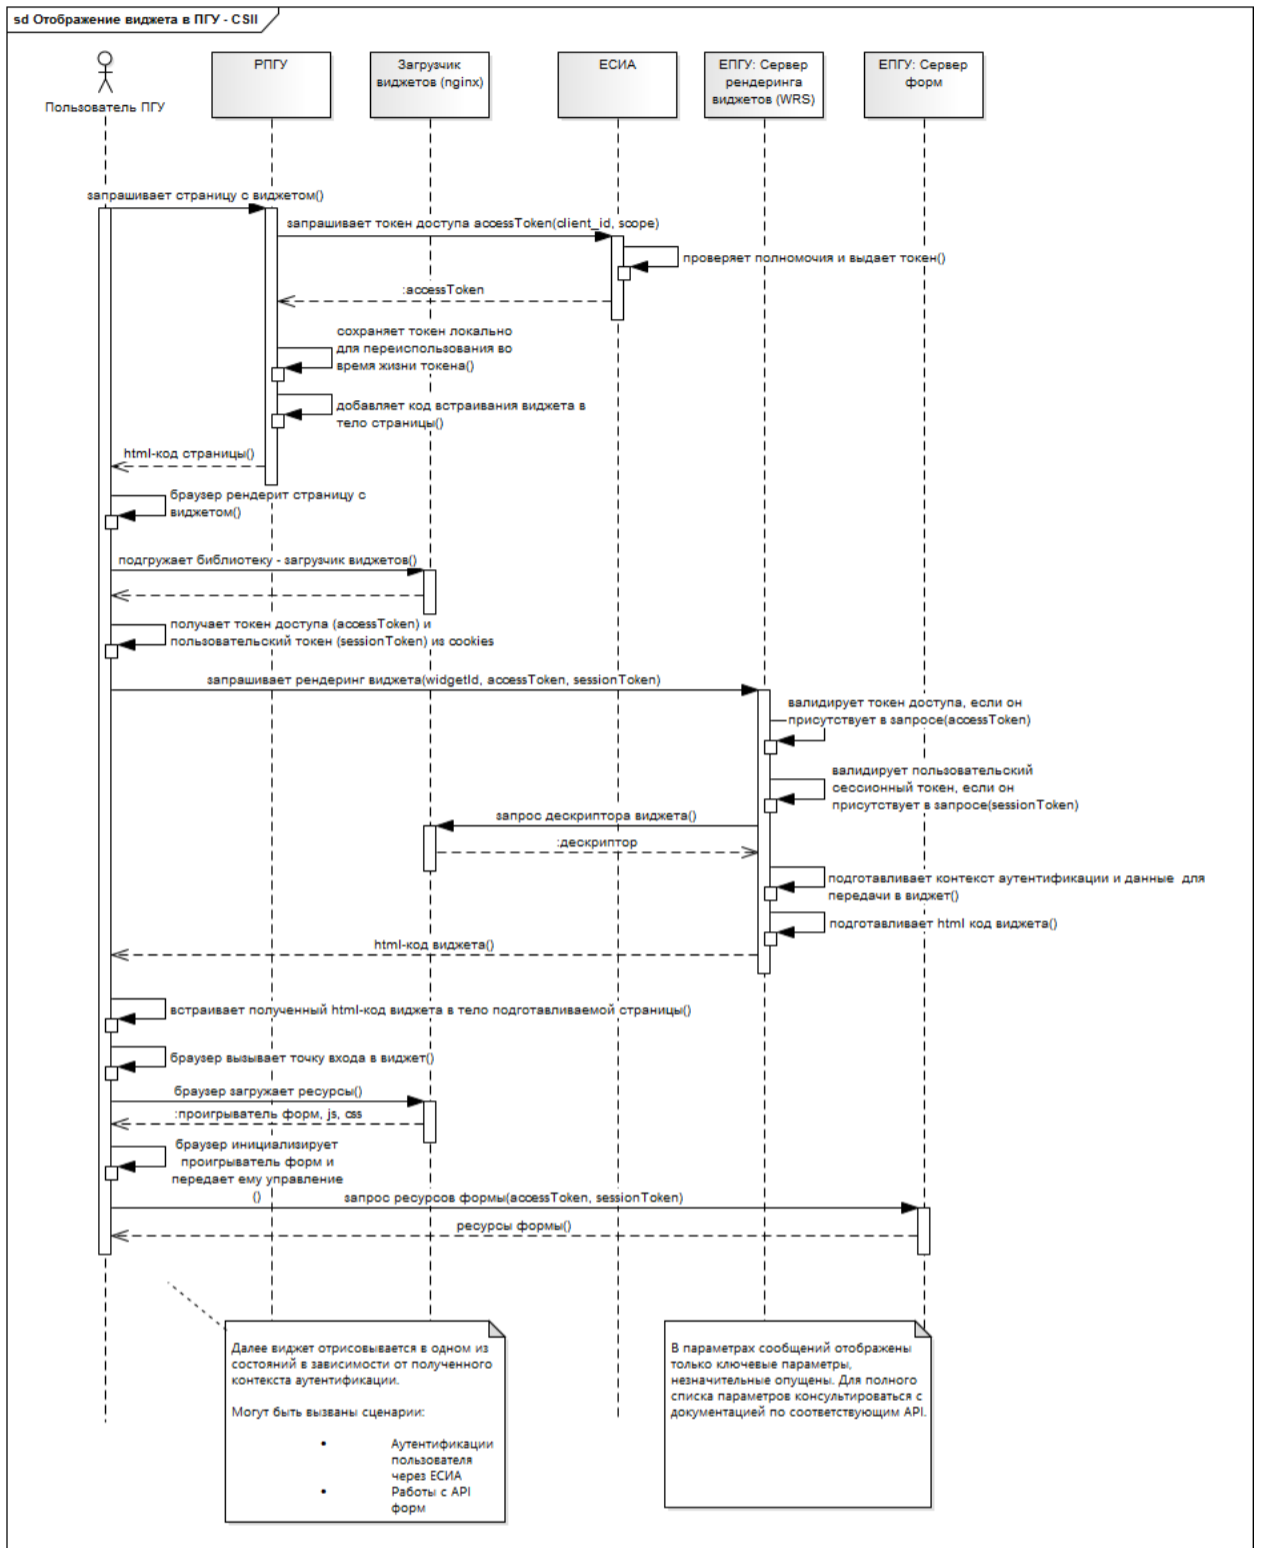 sd Отображение виджета в ПГУ - CSII
Пользователь ПГУ
РПГУ
Загрузчик
виджетов (nginx)
ЕСИА
ЕПГУ: Сервер
рендеринга
виджетов (WRS)
ЕПГУ: Сервер
форм
запрашивает страницу с виджетом()
запрашивает токен доступа accessToken(client_id, scope)
проверяет полномочия и выдает токен()
:accessToken
сохраняет токен локально
для переиспользования во
время жизни токена()
добавляет код встраивания виджета в
тело страницы()
html-код страницы()
браузер рендерит страницу с
виджетом()
подгружает библиотеку - загрузчик виджетов()
получает токен доступа (accessToken) и
пользовательский токен (sessionToken) из cookies
запрашивает рендеринг виджета(widgetId, accessToken, sessionToken)
валидирует токен доступа, если он
присутствует в запросе(accessToken)
валидирует пользовательский
сессионный токен, если он
присутствует в запросе(sessionToken)
запрос дескриптора виджета()
:дескриптор
подготавливает контекст аутентификации и данные для
передачи в виджет()
подготавливает html код виджета()
html-код виджета()
встраивает полученный html-код виджета в тело подготавливаемой страницы()
браузер вызывает точку входа в виджет()
браузер загружает ресурсы()
:проигрыватель форм, js, css
браузер инициализирует
проигрыватель форм и
передает ему управление
()
запрос ресурсов формы(accessToken, sessionToken)
ресурсы формы()
Далее виджет отрисовывается в одном из
состояний в зависимости от полученного
контекста аутентификации.
Могут быть вызваны сценарии:
• Аутентификации
пользователя
через ЕСИА
• Работы с API
форм
В параметрах сообщений отображены
только ключевые параметры,
незначительные опущены. Для полного
списка параметров консультироваться с
документацией по соответствующим API.